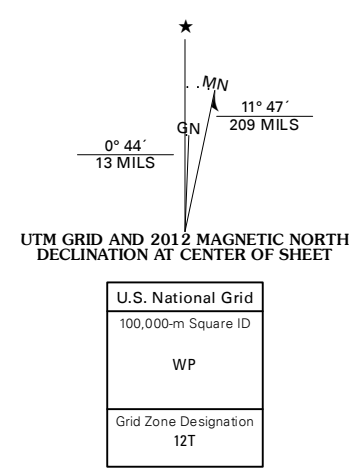 ★
MN
GN
11° 47´
209 MILS
0° 44´
13 MILS
UTM GRID AND 2012 MAGNETIC NORTH
DECLINATION AT CENTER OF SHEET
U.S. National Grid
100,000-m Square ID
WP
Grid Zone Designation
12T